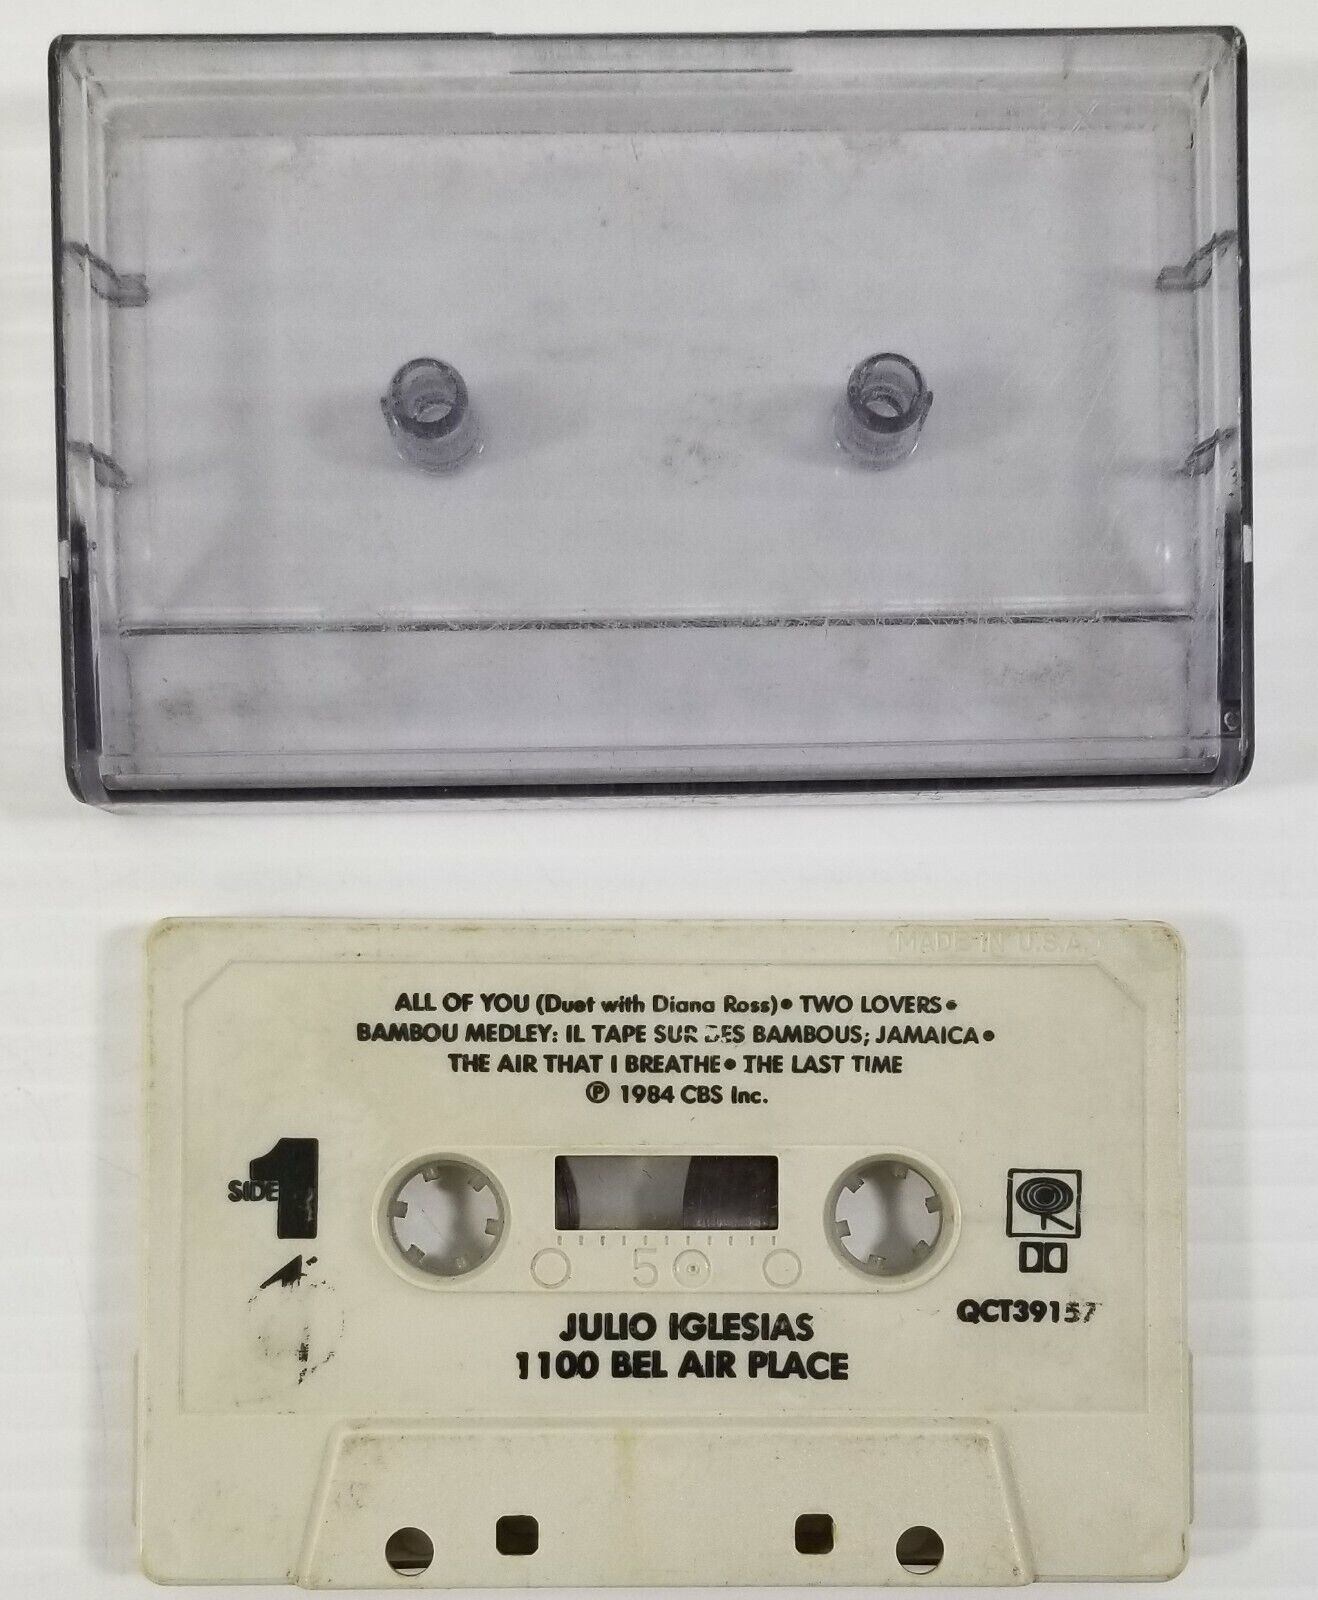 MADE IN U.S.A.
ALL OF YOU (Duet with Diana Ross)• TWO LOVERS•
BAMBOU MEDLEY: IL TAPE SUR DES BAMBOUS; JAMAICA•
THE AIR THAT I BREATHE• THE LAST TIME
℗ 1984 CBS Inc.
SIDE 1
5
QCT39157
JULIO IGLESIAS
1100 BEL AIR PLACE